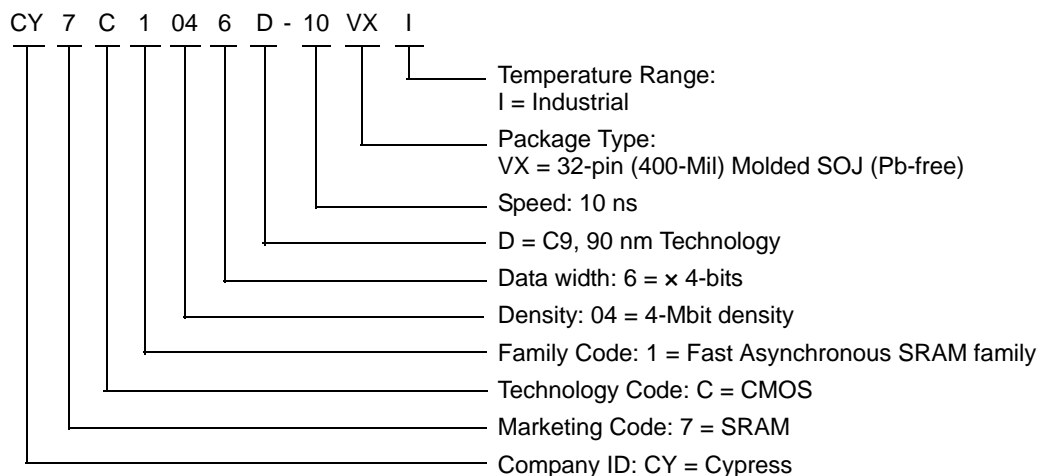 CY 7 C 1 04 6 D - 10 VX I
Temperature Range:
I = Industrial
Package Type:
VX = 32-pin (400-Mil) Molded SOJ (Pb-free)
Speed: 10 ns
D = C9, 90 nm Technology
Data width: 6 = × 4-bits
Density: 04 = 4-Mbit density
Family Code: 1 = Fast Asynchronous SRAM family
Technology Code: C = CMOS
Marketing Code: 7 = SRAM
Company ID: CY = Cypress